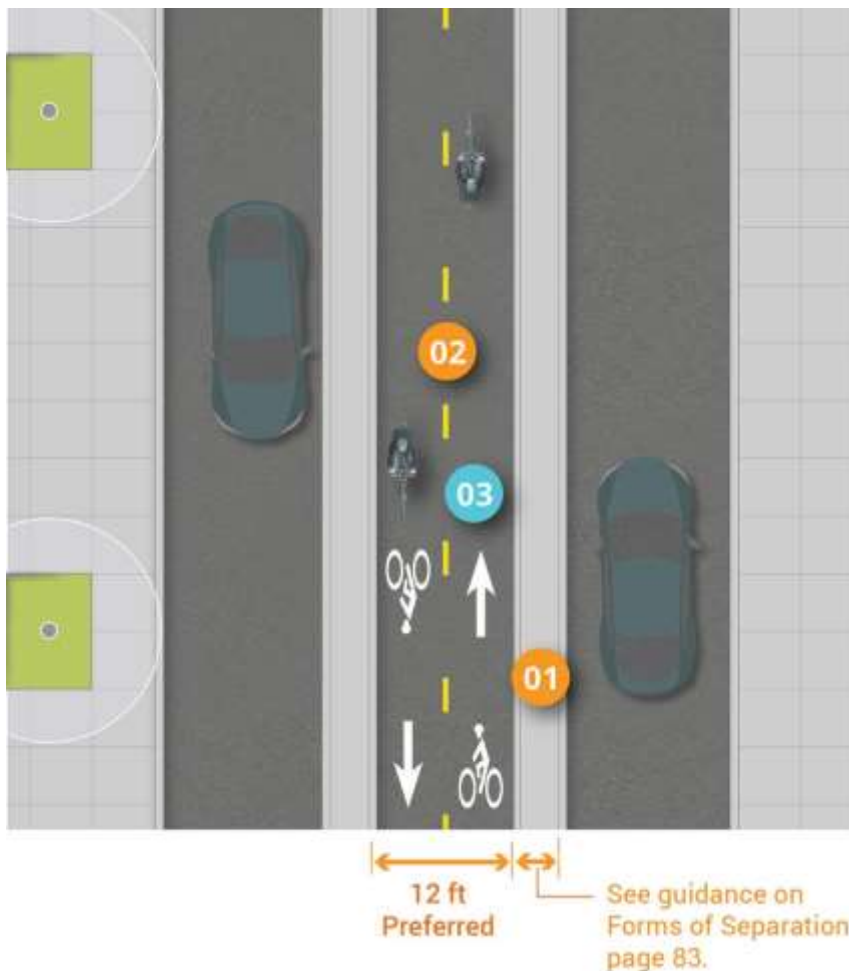 02
03
01
12 ft
Preferred
See guidance on
Forms of Separation
page 83.